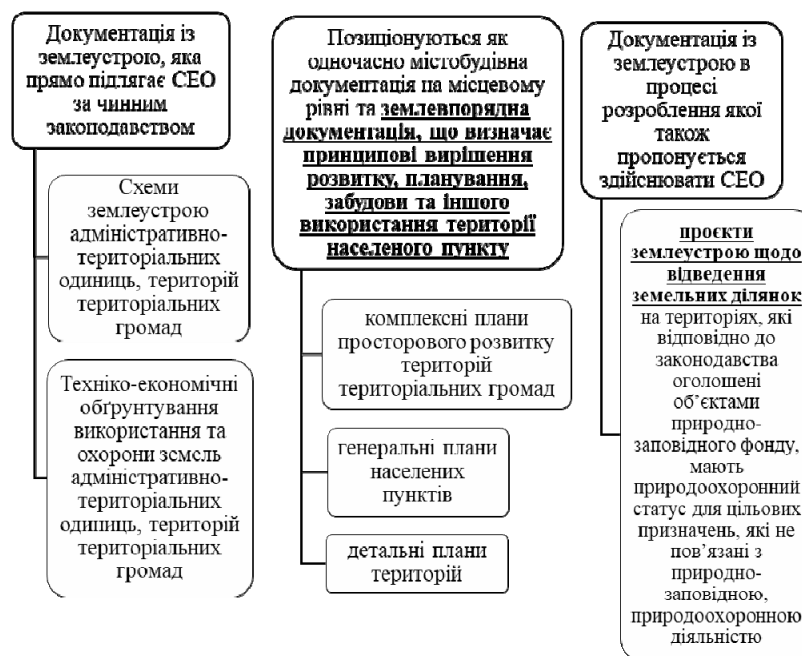 Документація із
землеустрою, яка
прямо підлягає СЕО
за чинним
законодавством
Схеми
землеустрою
адміністративно-
територіальних
одиниць, територій
територіальних
громад
Техніко-економічні
обґрунтування
використання та
охорони земель
адміністративно-
територіальних
одиниць, територій
територіальних
громад
Позиціонуються як
одночасно містобудівна
документація на місцевому
рівні та землевпорядна
документація, що визначає
принципові вирішення
розвитку, планування,
забудови та іншого
використання території
населеного пункту
комплексні плани
просторового розвитку
територій
територіальних громад
генеральні плани
населених
пунктів
детальні плани
територій
Документація із
землеустрою в
процесі
розроблення якої
також
пропонується
здійснювати СЕО
проєкти
землеустрою щодо
відведення
земельних ділянок
на територіях, які
відповідно до
законодавства
оголошені
об’єктами
природно-
заповідного фонду,
мають
природоохоронний
статус для цільових
призначень, які не
пов’язані з
природно-
заповідною,
природоохоронною
діяльністю